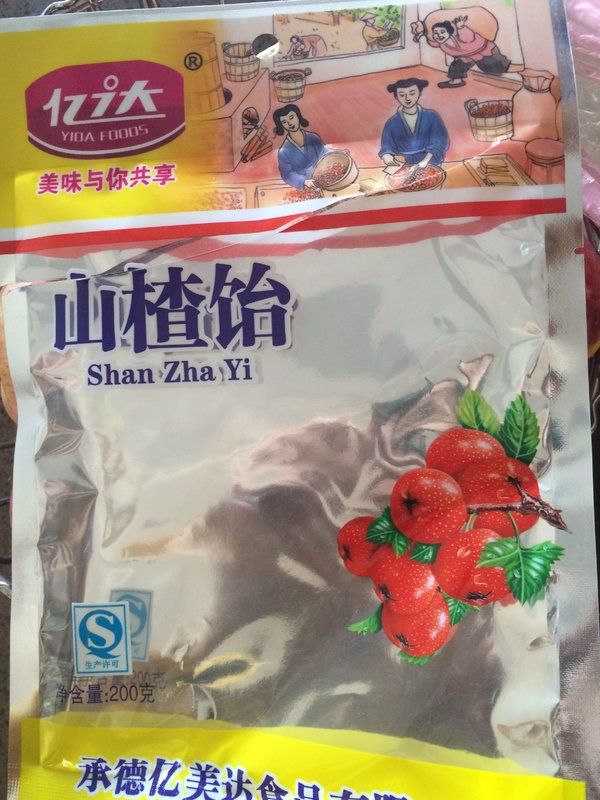 亿达
®
YIDA FOODS
美味与你共享
山楂饴
Shan Zha Yi
S
生产许可
净含量:200克
承德亿美达食品有限